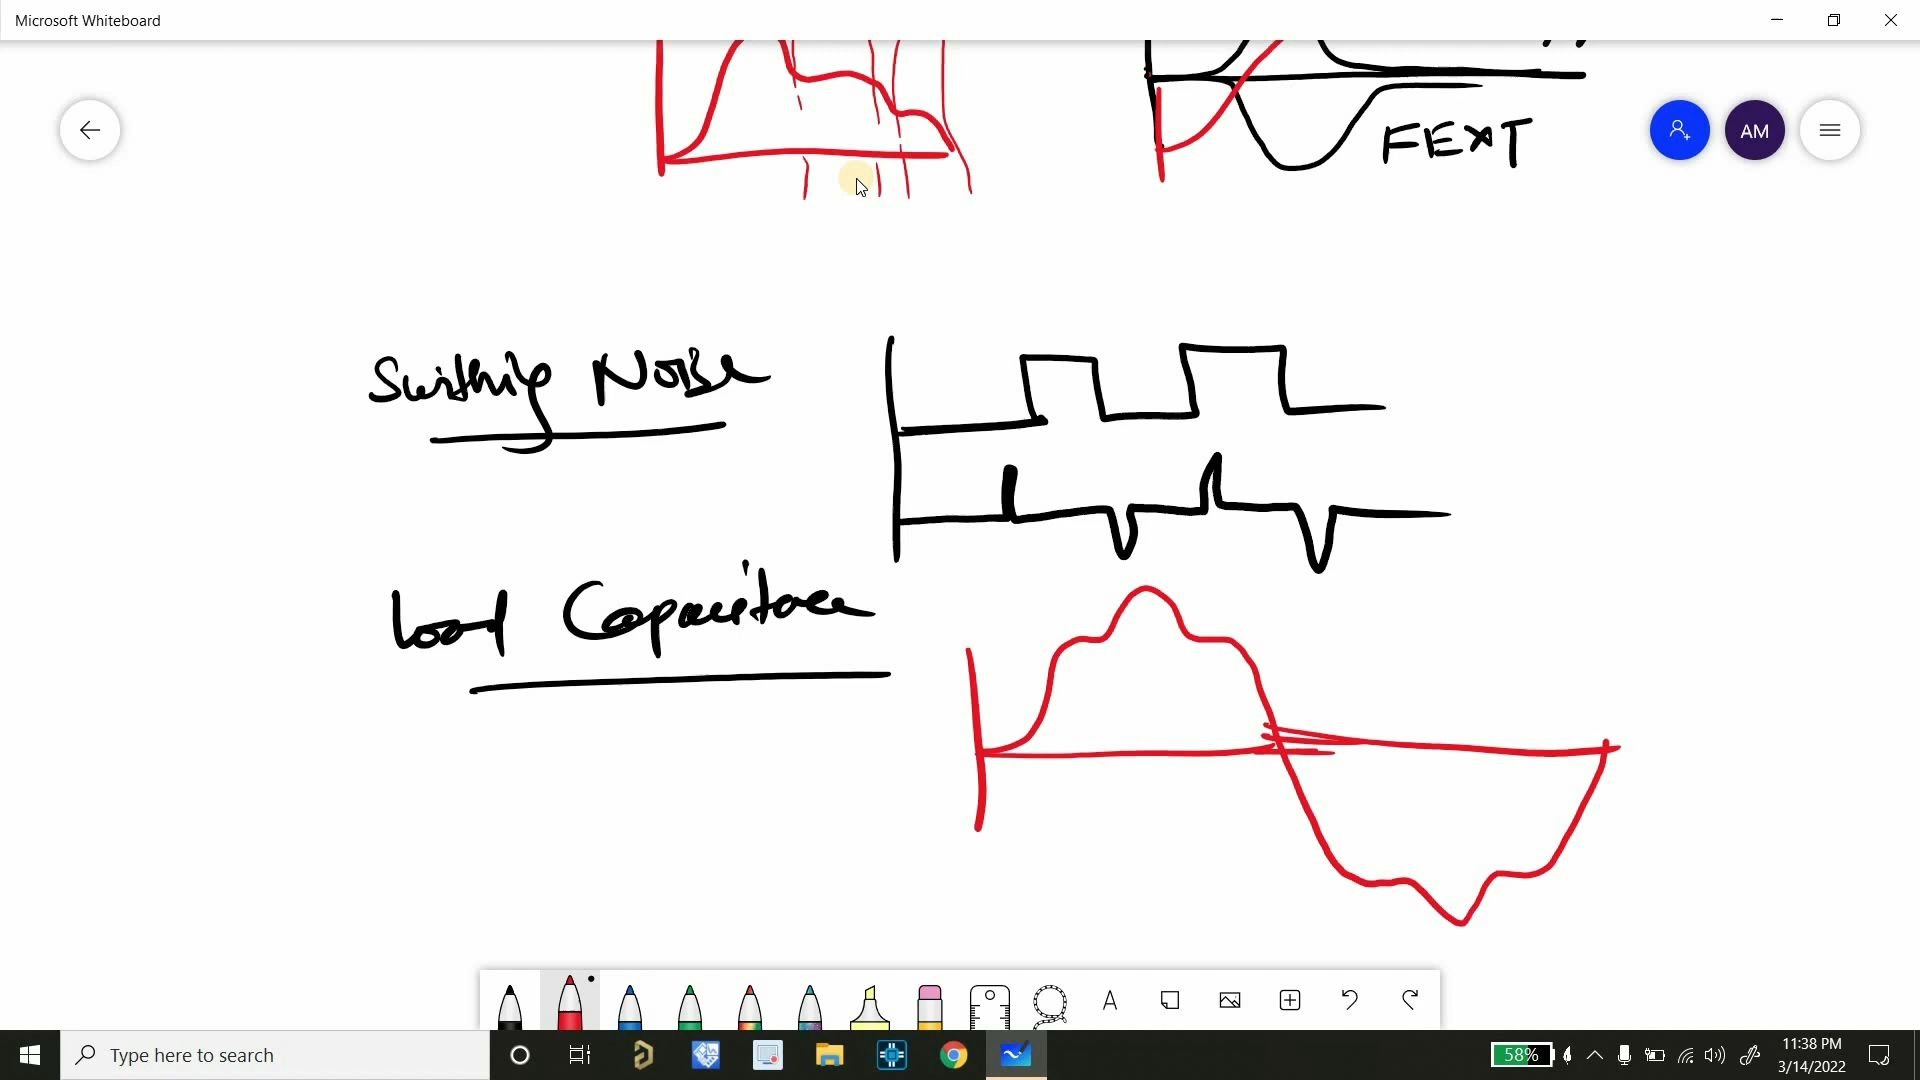 Microsoft Whiteboard
FEXT
AM
Switching Noise
Load Capacitance
A
Type here to search
58%
11:38 PM
3/14/2022